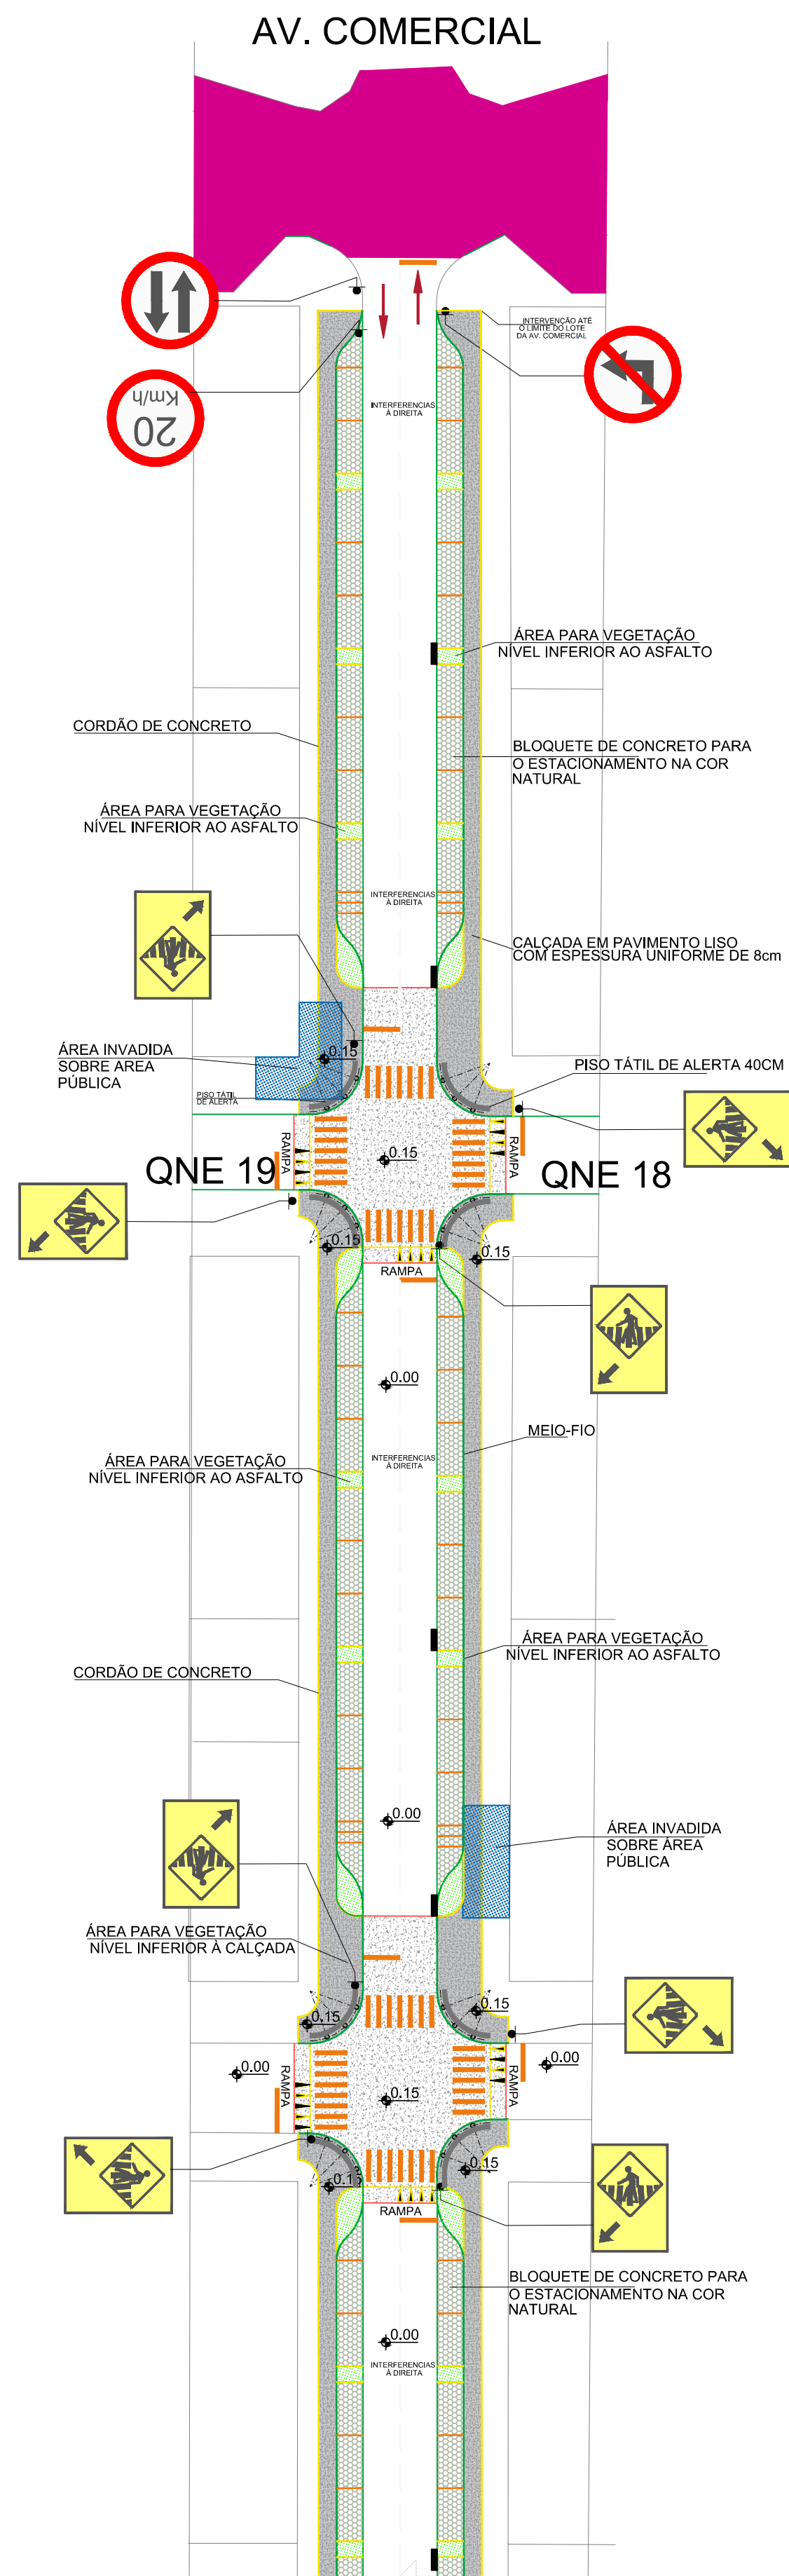 AV. COMERCIAL
INTERVENÇÃO ATÉ
O LIMITE DO LOTE
DA AV. COMERCIAL
20
Km/h
INTERFERENCIAS
À DIREITA
ÁREA PARA VEGETAÇÃO
NÍVEL INFERIOR AO ASFALTO
CORDÃO DE CONCRETO
BLOQUETE DE CONCRETO PARA
O ESTACIONAMENTO NA COR
NATURAL
ÁREA PARA VEGETAÇÃO
NÍVEL INFERIOR AO ASFALTO
INTERFERENCIAS
À DIREITA
CALÇADA EM PAVIMENTO LISO
COM ESPESSURA UNIFORME DE 8cm
ÁREA INVADIDA
SOBRE AREA
PÚBLICA
0.15
PISO TÁTIL DE ALERTA 40CM
PISO TÁTIL
DE ALERTA
RAMPA
0.15
RAMPA
QNE 19
QNE 18
0.15
0.15
RAMPA
0.00
MEIO-FIO
INTERFERENCIAS
À DIREITA
ÁREA PARA VEGETAÇÃO
NÍVEL INFERIOR AO ASFALTO
ÁREA PARA VEGETAÇÃO
NÍVEL INFERIOR AO ASFALTO
CORDÃO DE CONCRETO
0.00
ÁREA INVADIDA
SOBRE ÁREA
PÚBLICA
ÁREA PARA VEGETAÇÃO
NÍVEL INFERIOR À CALÇADA
0.15
0.15
0.00
RAMPA
0.15
RAMPA
0.00
0.15
0.15
RAMPA
BLOQUETE DE CONCRETO PARA
O ESTACIONAMENTO NA COR
NATURAL
0.00
INTERFERENCIAS
À DIREITA